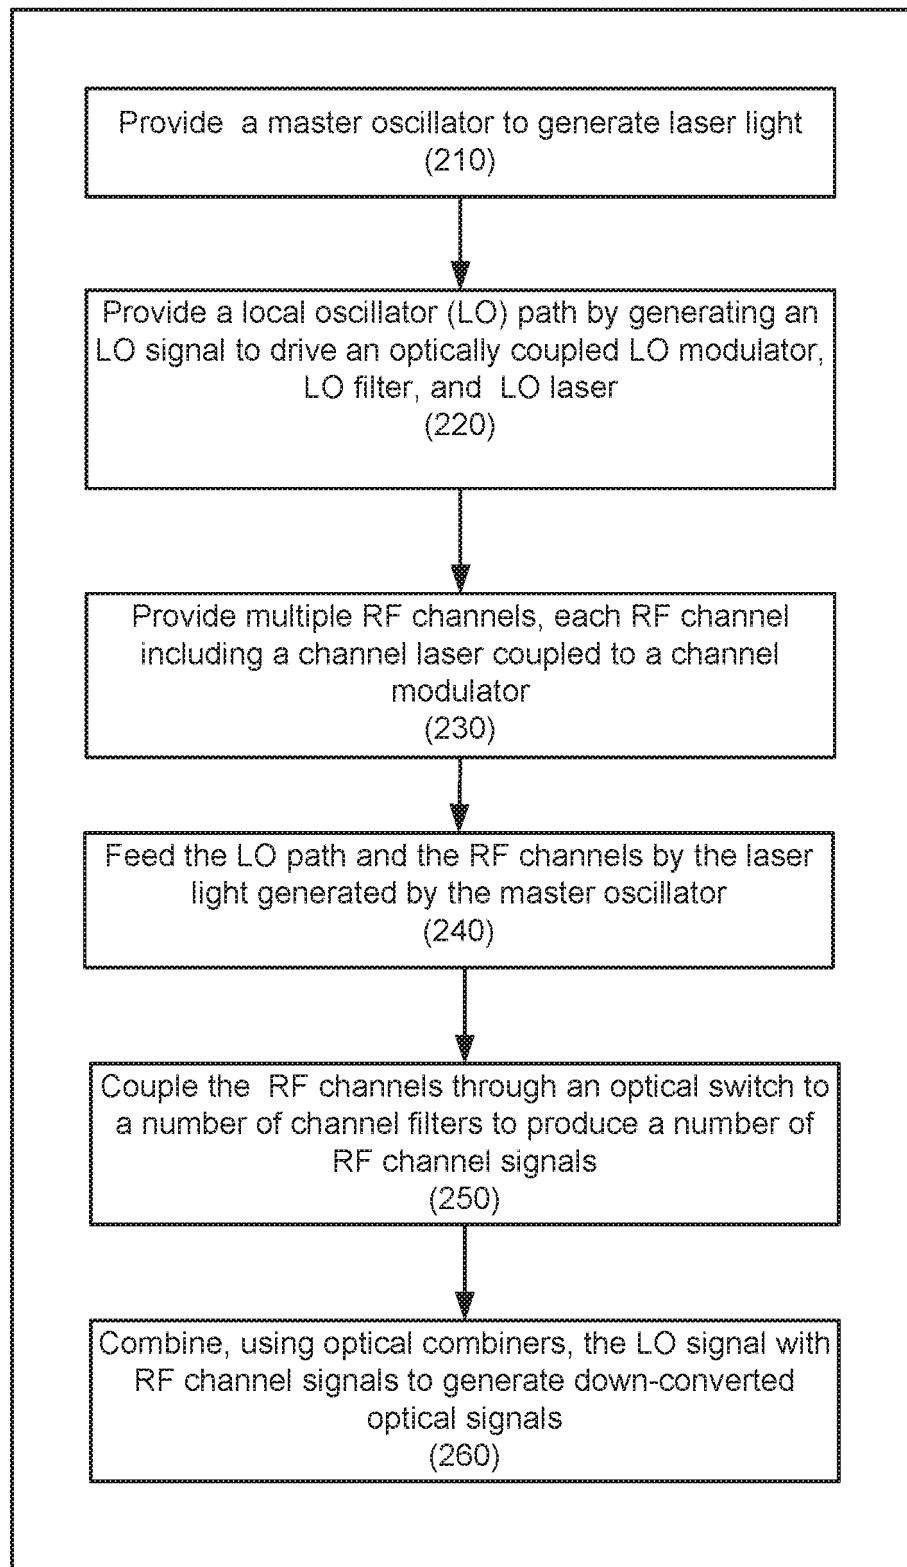 Provide a master oscillator to generate laser light
(210)
Provide a local oscillator (LO) path by generating an
LO signal to drive an optically coupled LO modulator,
LO filter, and LO laser
(220)
Provide multiple RF channels, each RF channel
including a channel laser coupled to a channel
modulator
(230)
Feed the LO path and the RF channels by the laser
light generated by the master oscillator
(240)
Couple the RF channels through an optical switch to
a number of channel filters to produce a number of
RF channel signals
(250)
Combine, using optical combiners, the LO signal with
RF channel signals to generate down-converted
optical signals
(260)